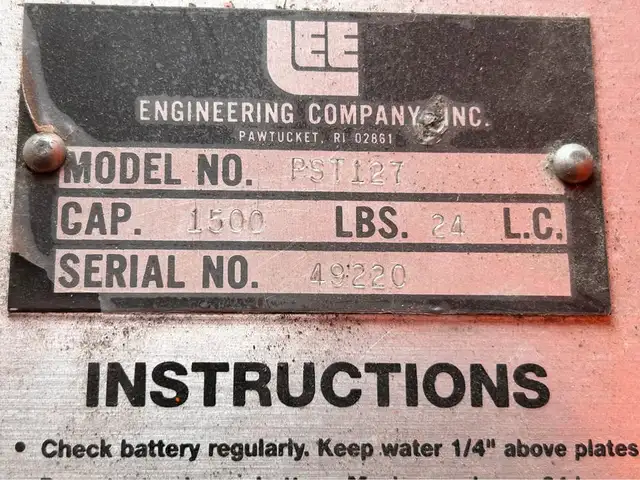 LEE
ENGINEERING COMPANY, INC.
PAWTUCKET, RI 02861
MODEL NO. PST127
CAP. 1500 LBS. 24 L.C.
SERIAL NO. 49220
INSTRUCTIONS
• Check battery regularly. Keep water 1/4" above plates